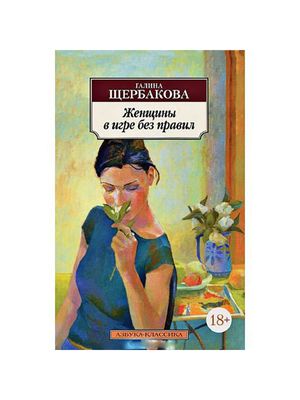 ГАЛИНА
ЩЕРБАКОВА
Женщины
в игре без правил
18+
АЗБУКА-КЛАССИКА